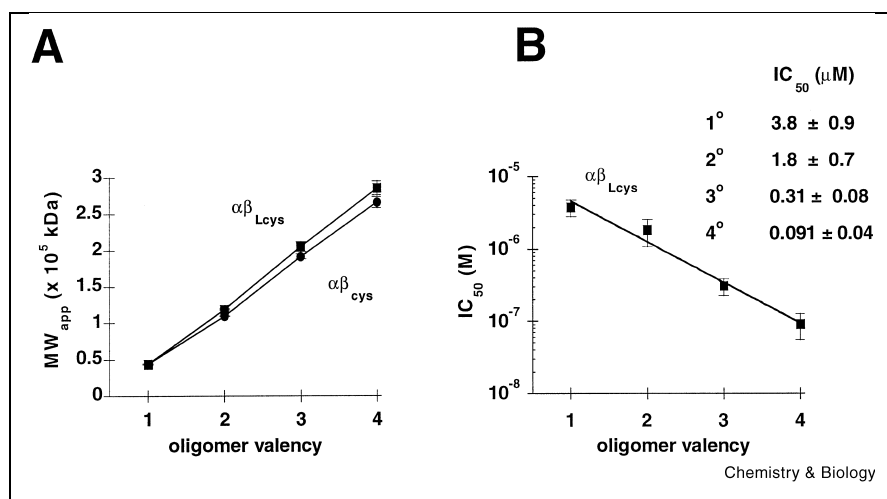 A
B
IC50 (μM)
1° 3.8 ± 0.9
2° 1.8 ± 0.7
3° 0.31 ± 0.08
4° 0.091 ± 0.04
MWapp (x 10^5 kDa)
3
2.5
2
1.5
1
0.5
0
αβLcys
αβcys
1 2 3 4
oligomer valency
IC50 (M)
10^-5
10^-6
10^-7
10^-8
αβLcys
1 2 3 4
oligomer valency
Chemistry & Biology